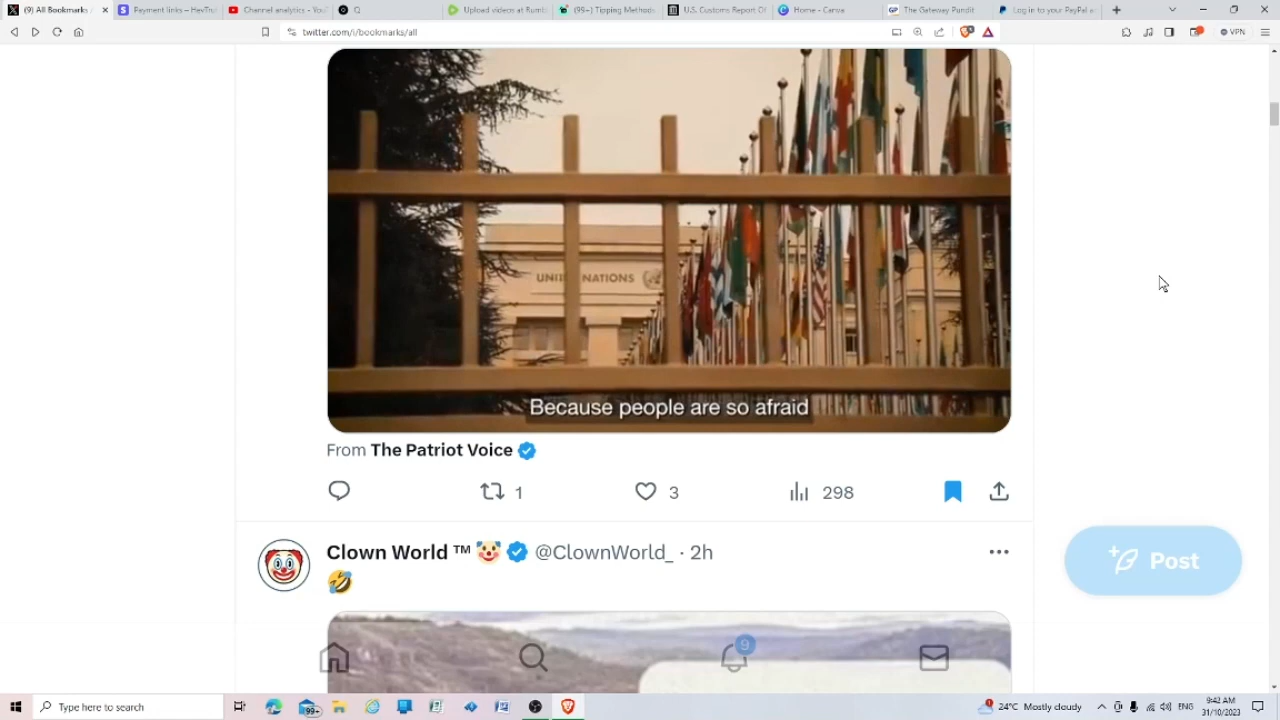 (9) All Bookmarks
Payment links – HexTru
Channel analytics - You
Q
Upload videos at Rumb
(99+) Tipping Methods
U.S. Customs Report Of
Home - Canva
The Gateway Pundit
Log in to your PayPal a
twitter.com/i/bookmarks/all
VPN
NATIONS
Because people are so afraid
From The Patriot Voice
1
3
298
Clown World ™ @ClownWorld_ · 2h
Post
9
Type here to search
99+
24°C Mostly cloudy
ENG
9:42 AM
31/10/2023